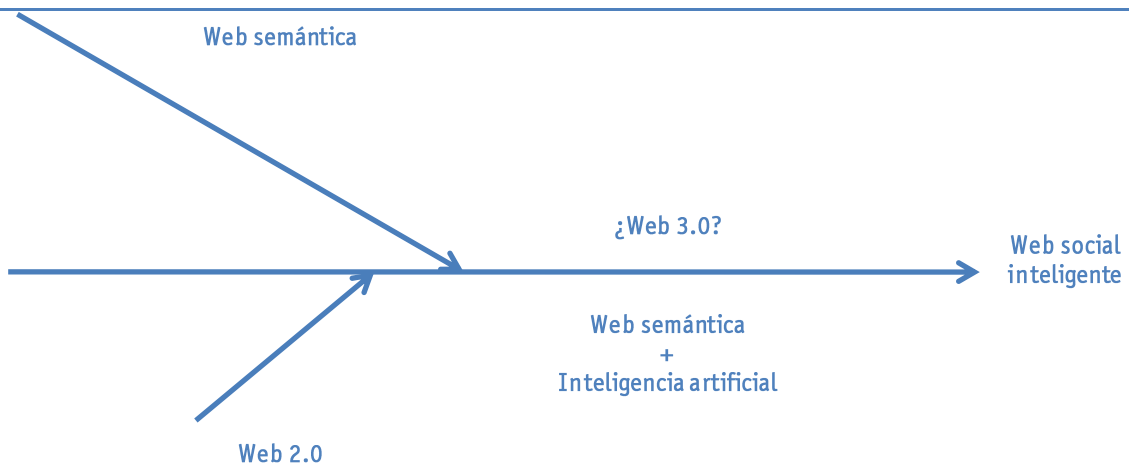 Web semántica
¿Web 3.0?
Web social
inteligente
Web semántica
+
Inteligencia artificial
Web 2.0